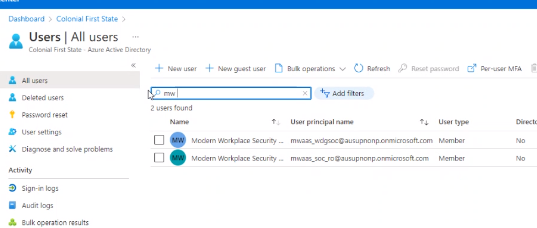 Dashboard > Colonial First State >
Users | All users ...
Colonial First State - Azure Active Directory
«
All users
Deleted users
Password reset
User settings
Diagnose and solve problems
Activity
Sign-in logs
Audit logs
Bulk operation results
+ New user + New guest user Bulk operations Refresh Reset password Per-user MFA
mw × Add filters
2 users found
Name ↑↓ User principal name ↑↓ User type
MW Modern Workplace Security ... mwaas_wdgsoc@ausupnonp.onmicrosoft.com Member No
MW Modern Workplace Security ... mwaas_soc_ro@ausupnonp.onmicrosoft.com Member No